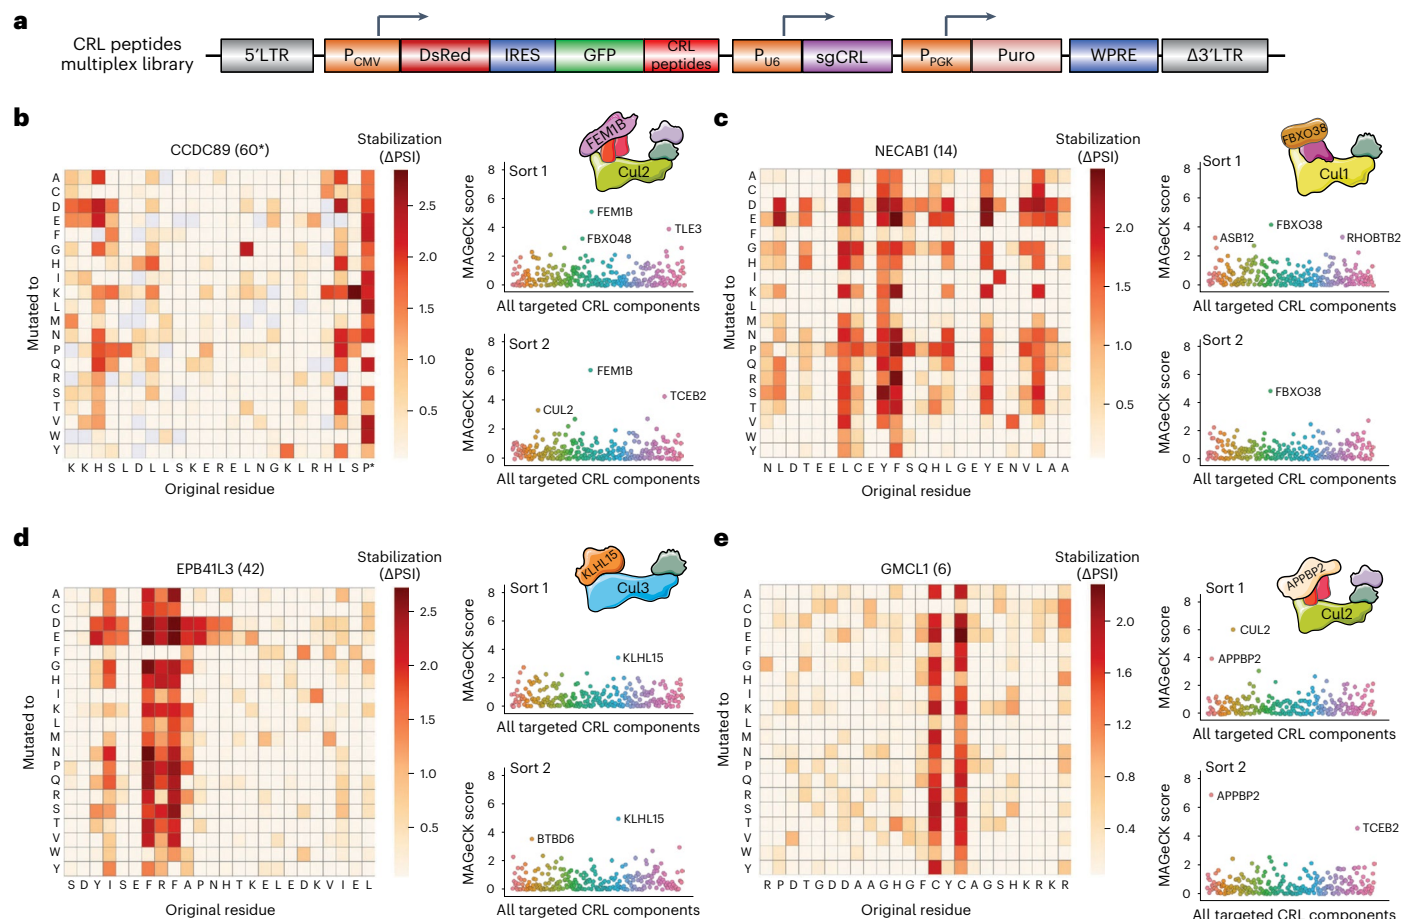 a
CRL peptides
multiplex library
5′LTR
PCMV
DsRed
IRES
GFP
CRL
peptides
PU6
sgCRL
PPGK
Puro
WPRE
Δ3′LTR
b
CCDC89 (60*)
Stabilization
(ΔPSI)
Mutated to
A
C
D
E
F
G
H
I
K
L
M
N
P
Q
R
S
T
V
W
Y
K K H S L D L L S K E R E L N G K L R H L S P*
Original residue
2.5
2.0
1.5
1.0
0.5
FEM1B
Cul2
Sort 1
MAGeCK score
8
6
4
2
0
FEM1B
FBXO48
TLE3
All targeted CRL components
Sort 2
MAGeCK score
8
6
4
2
0
FEM1B
TCEB2
CUL2
All targeted CRL components
c
NECAB1 (14)
Stabilization
(ΔPSI)
Mutated to
A
C
D
E
F
G
H
I
K
L
M
N
P
Q
R
S
T
V
W
Y
N L D T E E L C E Y F S Q H L G E Y E N V L A A
Original residue
2.0
1.5
1.0
0.5
FBXO38
Cul1
Sort 1
MAGeCK score
8
6
4
2
0
ASB12
FBXO38
RHOBTB2
All targeted CRL components
Sort 2
MAGeCK score
8
6
4
2
0
FBXO38
All targeted CRL components
d
EPB41L3 (42)
Stabilization
(ΔPSI)
Mutated to
A
C
D
E
F
G
H
I
K
L
M
N
P
Q
R
S
T
V
W
Y
S D Y I S E F R F A P N H T K E L E D K V I E L
Original residue
2.5
2.0
1.5
1.0
0.5
KLHL15
Cul3
Sort 1
MAGeCK score
8
6
4
2
0
KLHL15
All targeted CRL components
Sort 2
MAGeCK score
8
6
4
2
0
KLHL15
BTBD6
All targeted CRL components
e
GMCL1 (6)
Stabilization
(ΔPSI)
Mutated to
A
C
D
E
F
G
H
I
K
L
M
N
P
Q
R
S
T
V
W
Y
R P D T G D D A A G H G F C Y C A G S H K R K R
Original residue
2.0
1.6
1.2
0.8
0.4
APPBP2
Cul2
Sort 1
MAGeCK score
8
6
4
2
0
CUL2
APPBP2
All targeted CRL components
Sort 2
MAGeCK score
8
6
4
2
0
APPBP2
TCEB2
All targeted CRL components